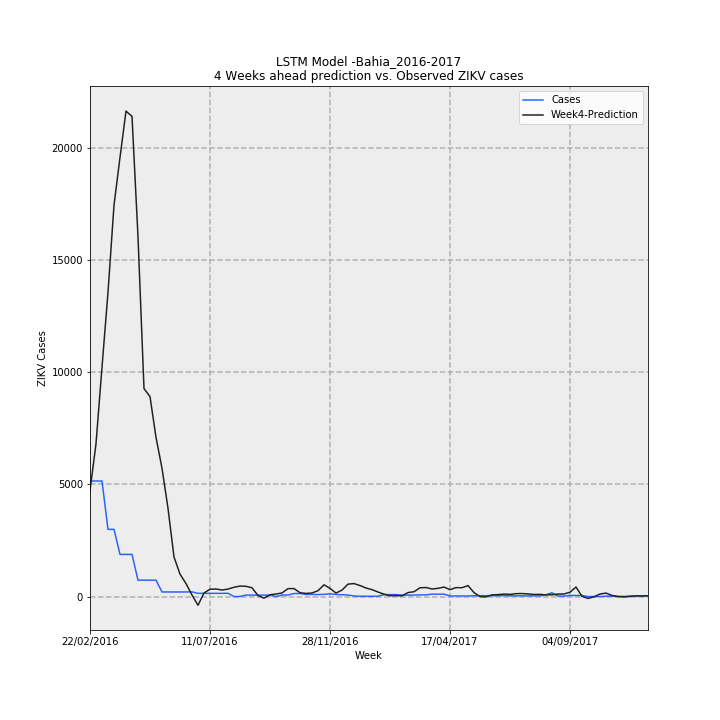 LSTM Model -Bahia_2016-2017
4 Weeks ahead prediction vs. Observed ZIKV cases
Cases
Week4-Prediction
ZIKV Cases
20000
15000
10000
5000
0
22/02/2016
11/07/2016
28/11/2016
17/04/2017
04/09/2017
Week